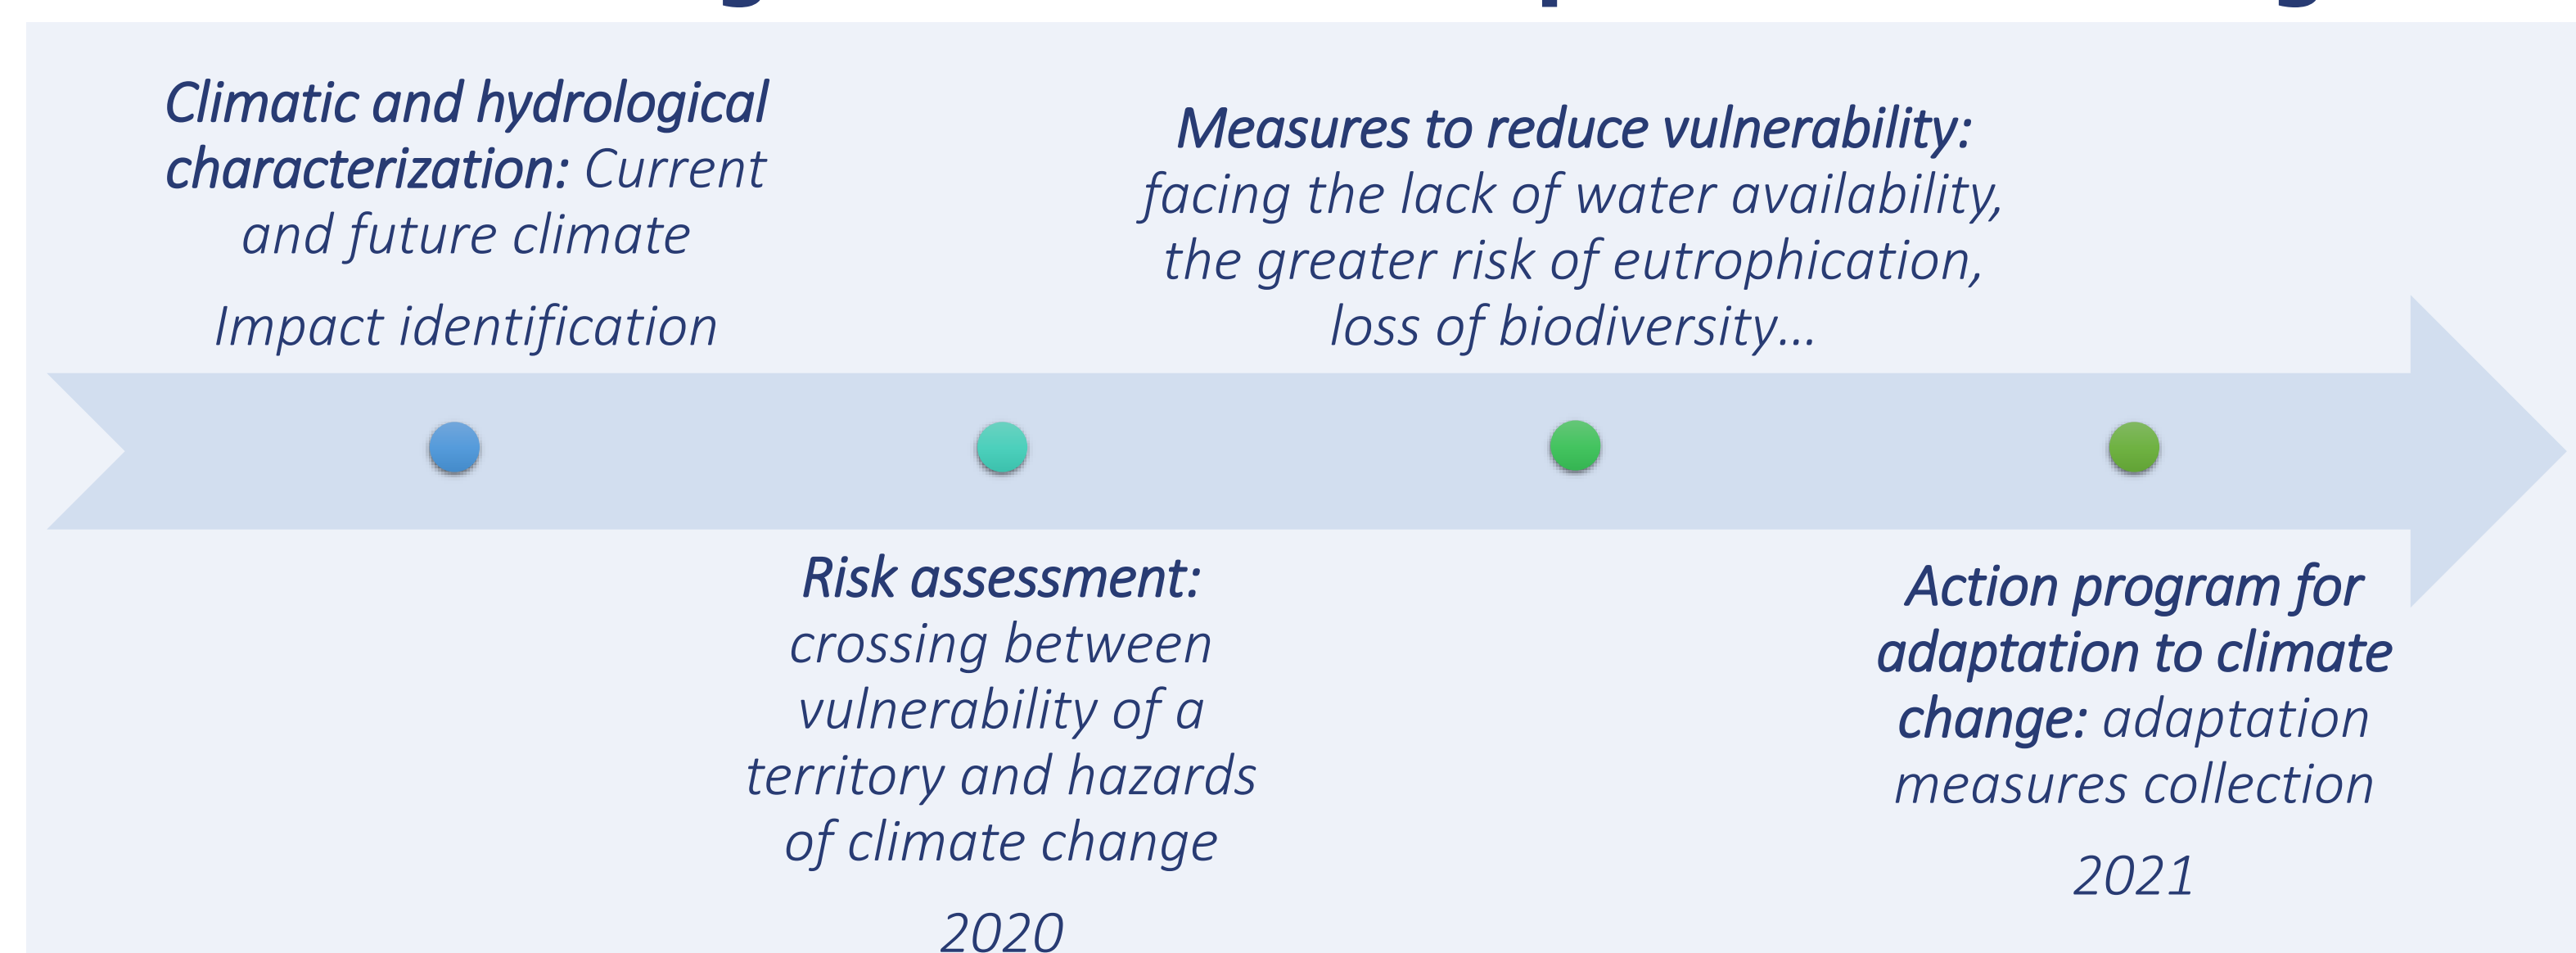 Climatic and hydrological
characterization: Current
and future climate
Impact identification
Measures to reduce vulnerability:
facing the lack of water availability,
the greater risk of eutrophication,
loss of biodiversity...
Risk assessment:
crossing between
vulnerability of a
territory and hazards
of climate change
2020
Action program for
adaptation to climate
change: adaptation
measures collection
2021